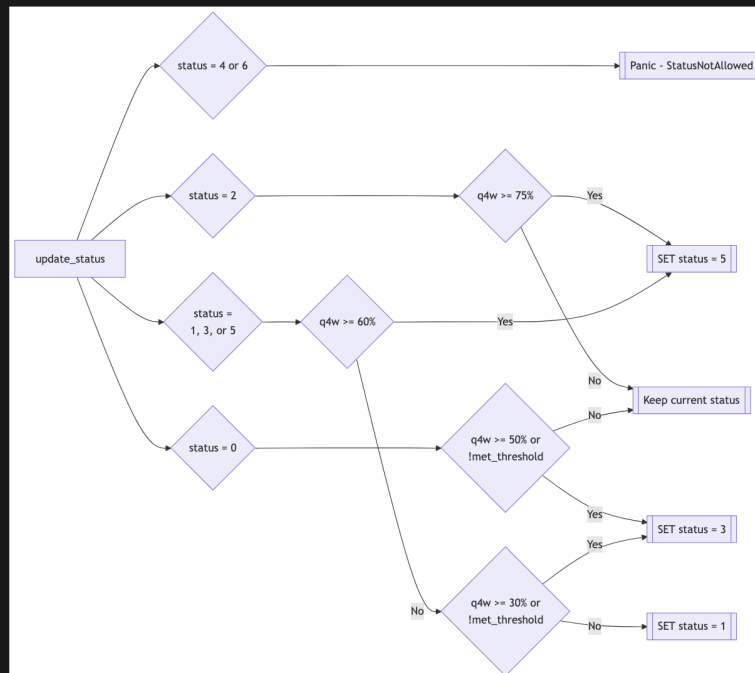 status = 4 or 6
Panic - StatusNotAllowed
status = 2
q4w >= 75%
Yes
update_status
SET status = 5
status =
1, 3, or 5
q4w >= 60%
Yes
No
Keep current status
No
status = 0
q4w >= 50% or
!met_threshold
Yes
SET status = 3
Yes
No
q4w >= 30% or
!met_threshold
No
SET status = 1